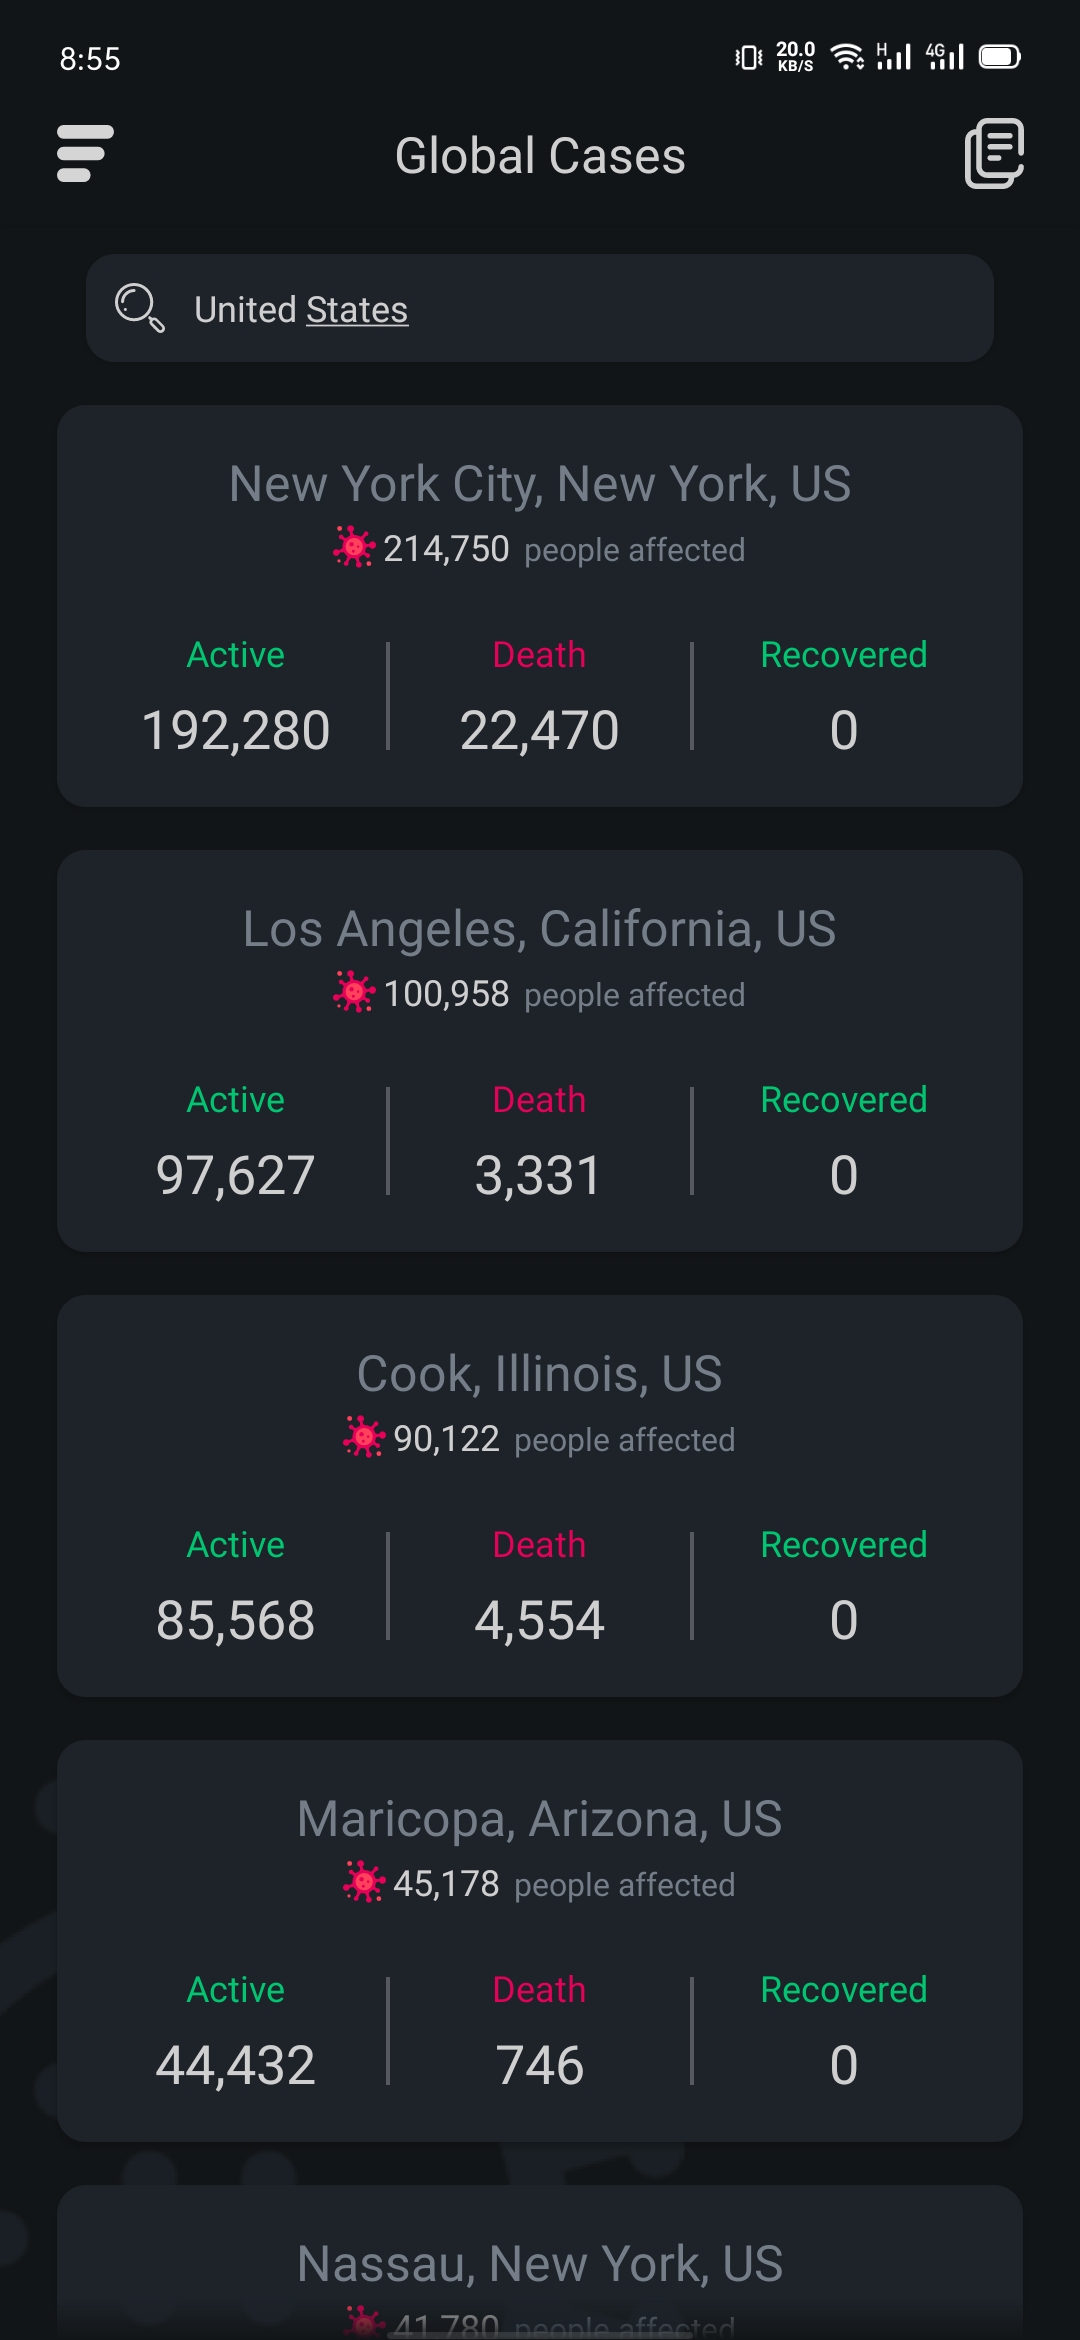 8:55
20.0
KB/S
H
4G
Global Cases
United States
New York City, New York, US
214,750 people affected
Active Death Recovered
192,280 22,470 0
Los Angeles, California, US
100,958 people affected
Active Death Recovered
97,627 3,331 0
Cook, Illinois, US
90,122 people affected
Active Death Recovered
85,568 4,554 0
Maricopa, Arizona, US
45,178 people affected
Active Death Recovered
44,432 746 0
Nassau, New York, US
41,780 people affected